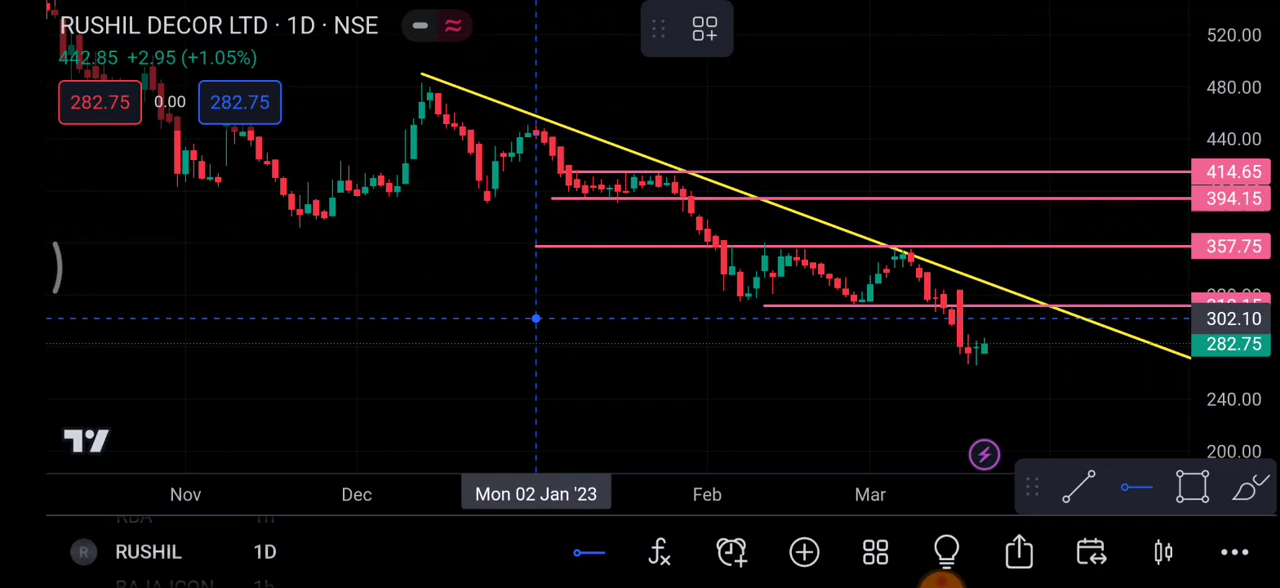 RUSHIL DECOR LTD · 1D · NSE
442.85 +2.95 (+1.05%)
282.75 0.00 282.75
520.00
480.00
440.00
414.65
394.15
357.75
302.10
282.75
240.00
200.00
Nov Dec Mon 02 Jan '23 Feb Mar
R RUSHIL 1D